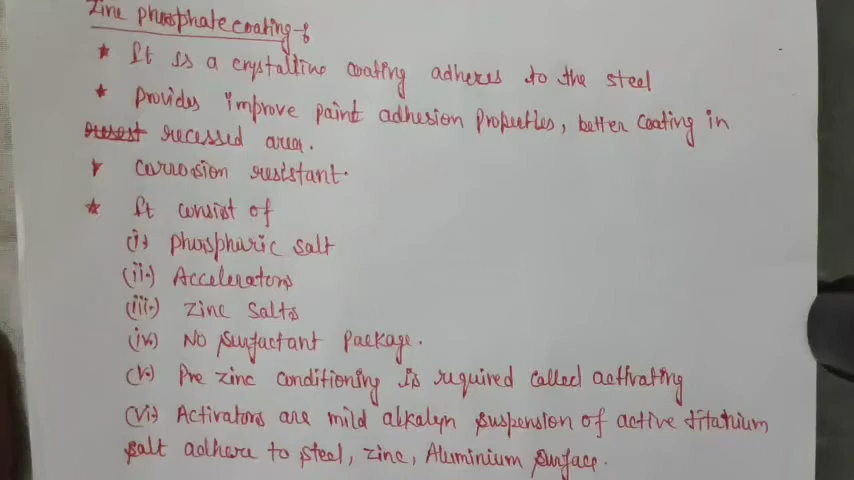 Zinc phosphate coating:-
* It is a crystalline coating adheres to the steel
* Provides improve paint adhesion Properties, better coating in
recessed area.
* Carrosion resistant.
* It consist of
(i) phospharic salt
(ii) Accelerators
(iii) Zinc Salts
(iv) No surfactant Package.
(v.) Pre zinc conditioning is required called activating
(vi) Activators are mild alkalyn suspension of active titanium
salt adhere to steel, zinc, Aluminium surface.